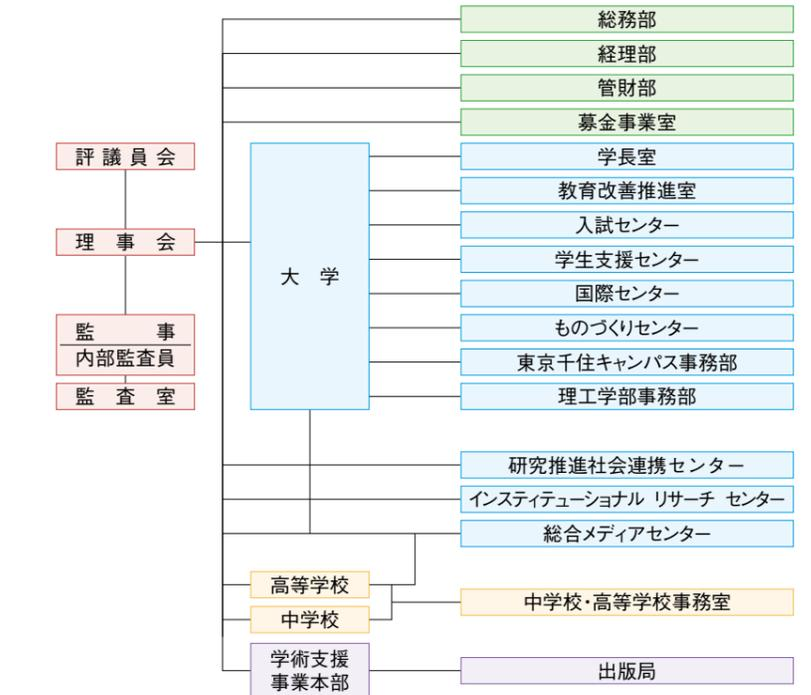 総務部
経理部
管財部
募金事業室
評議員会
理事会
監事
内部監査員
監査室
大学
学長室
教育改善推進室
入試センター
学生支援センター
国際センター
ものづくりセンター
東京千住キャンパス事務部
理工学部事務部
研究推進社会連携センター
インスティテューショナル リサーチ センター
総合メディアセンター
高等学校
中学校
中学校・高等学校事務室
学術支援
事業本部
出版局